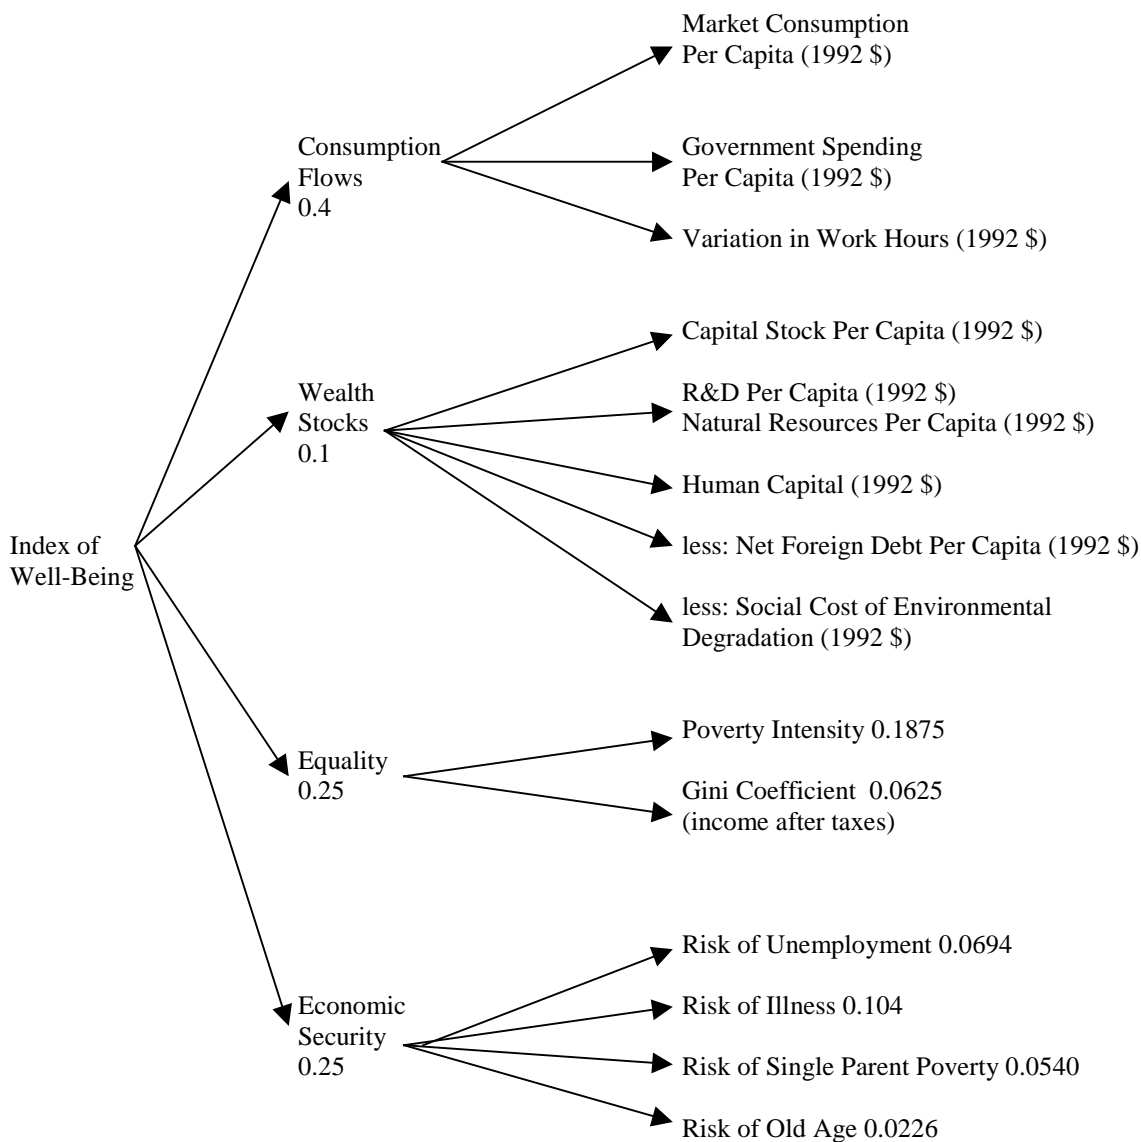 Market Consumption
Per Capita (1992 $)
Consumption
Flows
0.4
Government Spending
Per Capita (1992 $)
Variation in Work Hours (1992 $)
Capital Stock Per Capita (1992 $)
Wealth
Stocks
0.1
R&D Per Capita (1992 $)
Natural Resources Per Capita (1992 $)
Human Capital (1992 $)
Index of
Well-Being
less: Net Foreign Debt Per Capita (1992 $)
less: Social Cost of Environmental
Degradation (1992 $)
Equality
0.25
Poverty Intensity 0.1875
Gini Coefficient  0.0625
(income after taxes)
Economic
Security
0.25
Risk of Unemployment 0.0694
Risk of Illness 0.104
Risk of Single Parent Poverty 0.0540
Risk of Old Age 0.0226